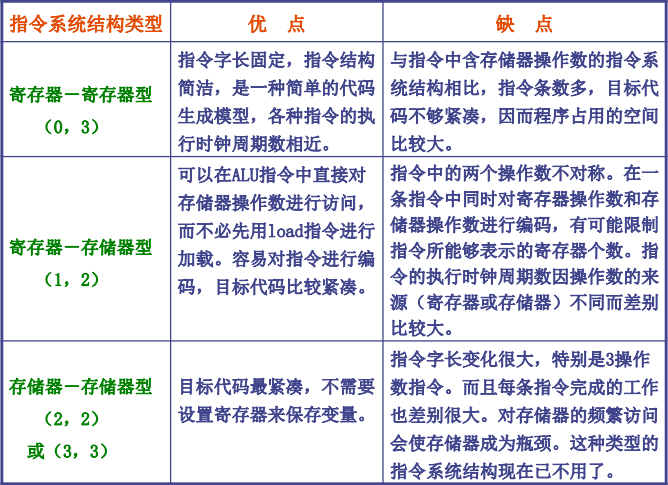 指令系统结构类型
优 点
缺 点
寄存器－寄存器型
（0，3）
指令字长固定，指令结构
简洁，是一种简单的代码
生成模型，各种指令的执
行时钟周期数相近。
与指令中含存储器操作数的指令系
统结构相比，指令条数多，目标代
码不够紧凑，因而程序占用的空间
比较大。
寄存器－存储器型
（1，2）
可以在ALU指令中直接对
存储器操作数进行访问，
而不必先用load指令进行
加载。容易对指令进行编
码，目标代码比较紧凑。
指令中的两个操作数不对称。在一
条指令中同时对寄存器操作数和存
储器操作数进行编码，有可能限制
指令所能够表示的寄存器个数。指
令的执行时钟周期数因操作数的来
源（寄存器或存储器）不同而差别
比较大。
存储器－存储器型
（2，2）
或（3，3）
目标代码最紧凑，不需要
设置寄存器来保存变量。
指令字长变化很大，特别是3操作
数指令。而且每条指令完成的工作
也差别很大。对存储器的频繁访问
会使存储器成为瓶颈。这种类型的
指令系统结构现在已不用了。